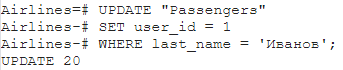 Airlines=# UPDATE "Passengers"
Airlines-# SET user_id = 1
Airlines-# WHERE last_name = 'Иванов';
UPDATE 20